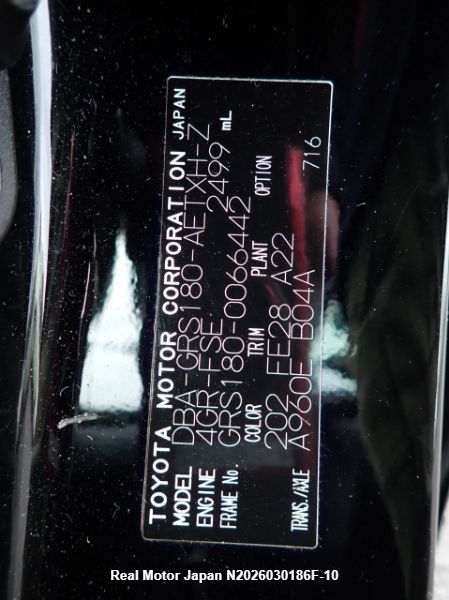 TOYOTA MOTOR CORPORATION JAPAN
MODEL DBA-GRS180-AETXH-Z
ENGINE 4GR-FSE 2499 mL
FRAME No. GRS180-0066442
COLOR TRIM PLANT OPTION
202 FE28 A22
TRANS./AXLE A960E B04A 716
Real Motor Japan N2026030186F-10